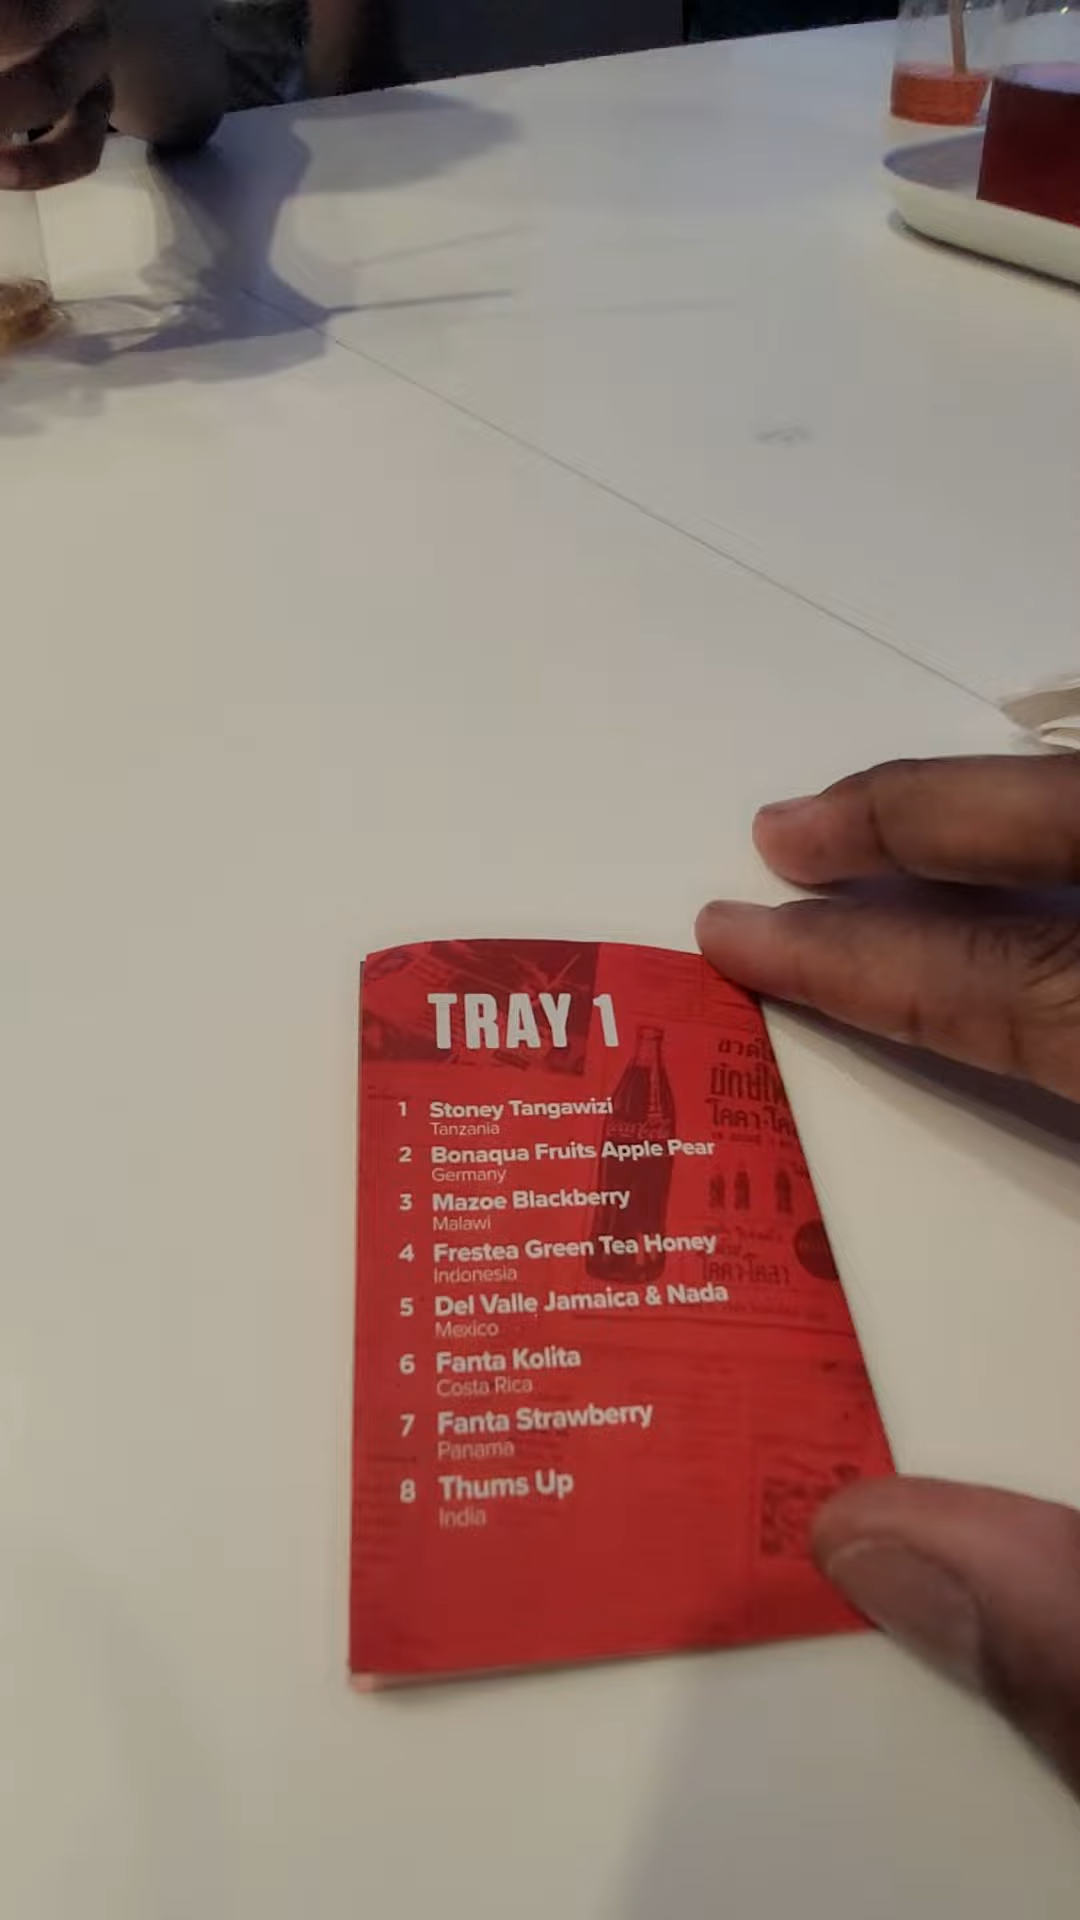 TRAY 1
1 Stoney Tangawizi
Tanzania
2 Bonaqua Fruits Apple Pear
Germany
3 Mazoe Blackberry
Malawi
4 Frestea Green Tea Honey
Indonesia
5 Del Valle Jamaica & Nada
Mexico
6 Fanta Kolita
Costa Rica
7 Fanta Strawberry
Panama
8 Thums Up
India